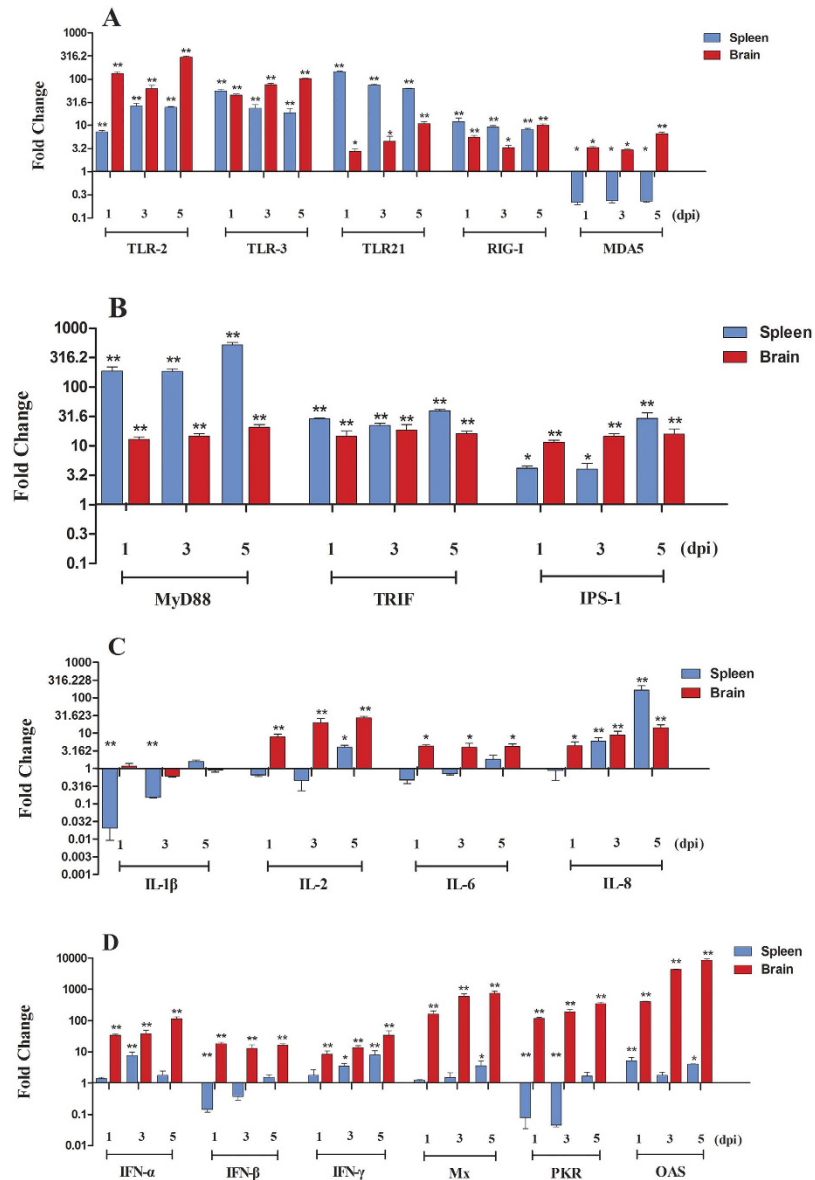 A
Spleen
Brain
Fold Change
1000
316.2
100
31.6
10
3.2
1
0.3
0.1
** ** ** ** ** **
** ** ** ** ** **
** * ** * ** **
** ** ** * ** **
* * * * * **
1 3 5 1 3 5 1 3 5 1 3 5 1 3 5 (dpi)
TLR-2 TLR-3 TLR21 RIG-I MDA5
B
Spleen
Brain
Fold Change
1000
316.2
100
31.6
10
3.2
1
0.3
0.1
** ** ** ** ** **
** ** ** ** ** **
* ** * ** ** **
1 3 5 1 3 5 1 3 5 (dpi)
MyD88 TRIF IPS-1
C
Spleen
Brain
Fold Change
1000
316.228
100
31.623
10
3.162
1
0.316
0.1
0.032
0.01
0.003
0.001
** **
** ** * **
* * *
* ** ** ** **
1 3 5 1 3 5 1 3 5 1 3 5 (dpi)
IL-1β IL-2 IL-6 IL-8
D
Spleen
Brain
Fold Change
10000
1000
100
10
1
0.1
0.01
** ** ** **
** ** ** **
** * ** ** **
** ** * **
** ** ** ** **
** ** ** * **
1 3 5 1 3 5 1 3 5 1 3 5 1 3 5 1 3 5 (dpi)
IFN-α IFN-β IFN-γ Mx PKR OAS